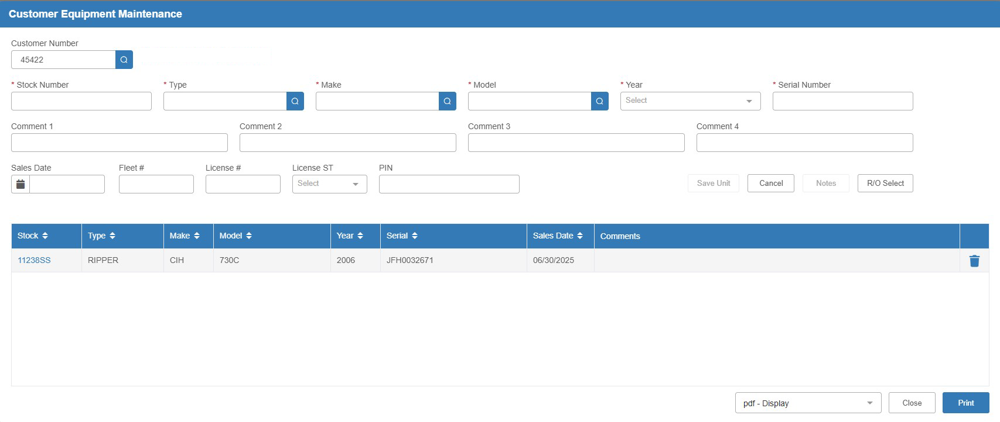 Customer Equipment Maintenance
Customer Number
45422
* Stock Number * Type * Make * Model * Year * Serial Number
Select
Comment 1 Comment 2 Comment 3 Comment 4
Sales Date Fleet # License # License ST PIN
Select Save Unit Cancel Notes R/O Select
Stock Type Make Model Year Serial Sales Date Comments
11238SS RIPPER CIH 730C 2006 JFH0032671 06/30/2025
pdf - Display Close Print